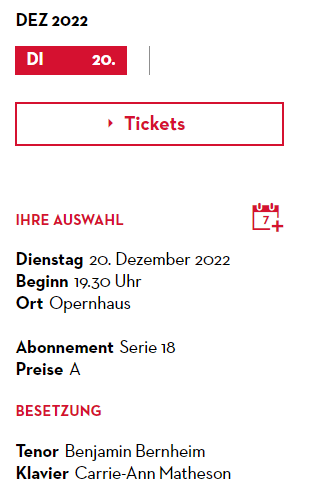 DEZ 2022
DI 20.
Tickets
IHRE AUSWAHL
7
Dienstag 20. Dezember 2022
Beginn 19.30 Uhr
Ort Opernhaus
Abonnement Serie 18
Preise A
BESETZUNG
Tenor Benjamin Bernheim
Klavier Carrie-Ann Matheson